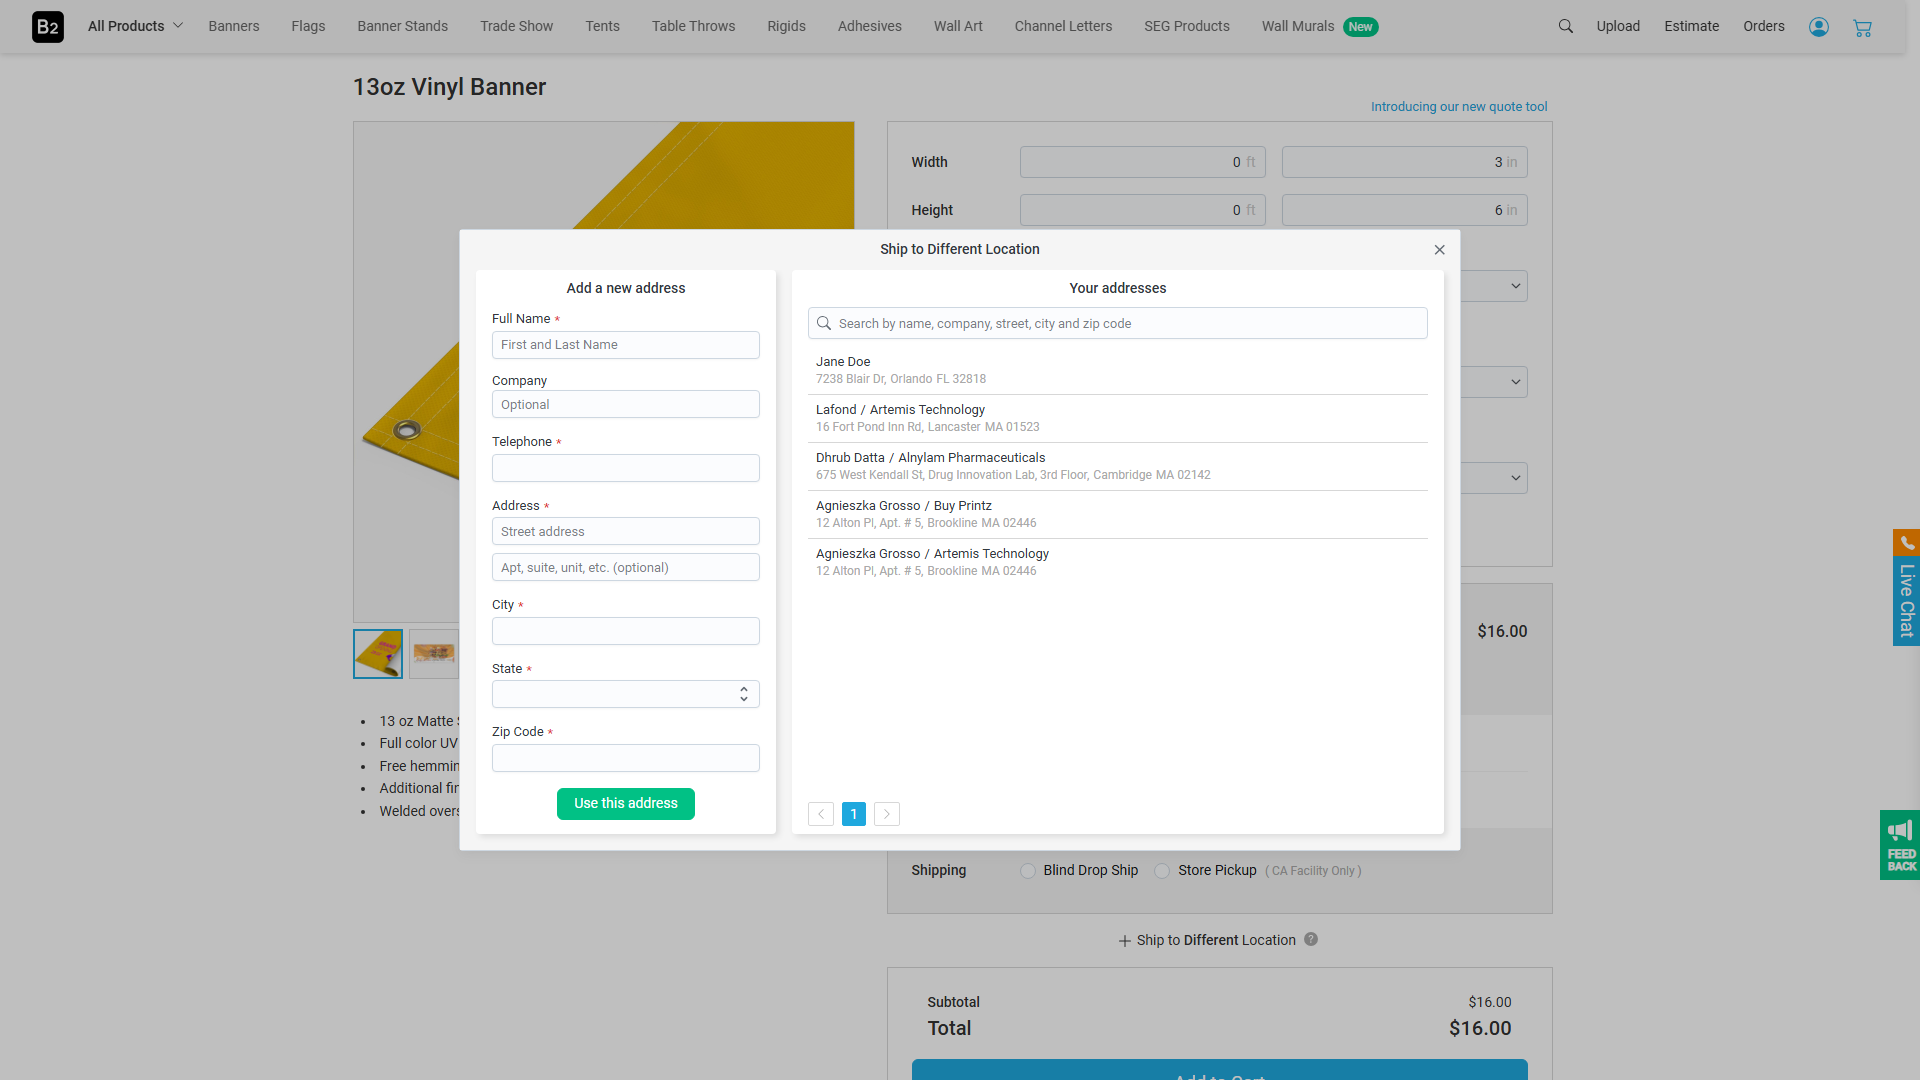 B2
All Products
Banners
Flags
Banner Stands
Trade Show
Tents
Table Throws
Rigids
Adhesives
Wall Art
Channel Letters
SEG Products
Wall Murals New
Upload
Estimate
Orders
13oz Vinyl Banner
Introducing our new quote tool
Width
0 ft
3 in
Height
0 ft
6 in
Ship to Different Location
Add a new address
Full Name *
First and Last Name
Company
Optional
Telephone *
Address *
Street address
Apt, suite, unit, etc. (optional)
City *
State *
Zip Code *
Use this address
Your addresses
Search by name, company, street, city and zip code
Jane Doe
7238 Blair Dr, Orlando FL 32818
Lafond / Artemis Technology
16 Fort Pond Inn Rd, Lancaster MA 01523
Dhrub Datta / Alnylam Pharmaceuticals
675 West Kendall St, Drug Innovation Lab, 3rd Floor, Cambridge MA 02142
Agnieszka Grosso / Buy Printz
12 Alton Pl, Apt. # 5, Brookline MA 02446
Agnieszka Grosso / Artemis Technology
12 Alton Pl, Apt. # 5, Brookline MA 02446
1
$16.00
13 oz Matte
Full color UV
Free hemmin
Additional fin
Welded overs
Shipping
Blind Drop Ship
Store Pickup ( CA Facility Only )
+ Ship to Different Location ?
Subtotal
$16.00
Total
$16.00
Add to Cart
Live Chat
FEED
BACK